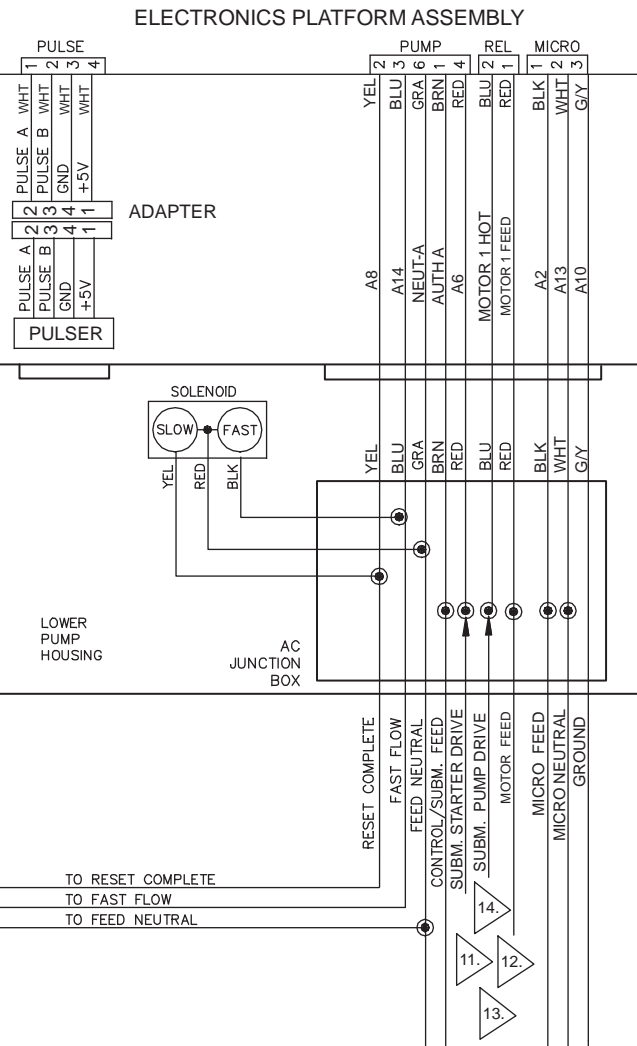 ELECTRONICS PLATFORM ASSEMBLY
PULSE PUMP REL MICRO
1 2 3 4 2 3 6 1 4 2 1 1 2 3
WHT WHT WHT WHT YEL BLU GRA BRN RED BLU RED BLK WHT G/Y
PULSE A PULSE B GND +5V
2 3 4 1 ADAPTER
2 3 4 1
PULSE A PULSE B GND +5V
A8 A14 NEUT-A AUTH A A6 MOTOR 1 HOT MOTOR 1 FEED A2 A13 A10
PULSER
SOLENOID
SLOW FAST
YEL RED BLK
YEL BLU GRA BRN RED BLU RED BLK WHT G/Y
LOWER
PUMP
HOUSING
AC
JUNCTION
BOX
RESET COMPLETE
FAST FLOW
FEED NEUTRAL
CONTROL/SUBM. FEED
SUBM. STARTER DRIVE
SUBM. PUMP DRIVE
MOTOR FEED
MICRO FEED
MICRO NEUTRAL
GROUND
TO RESET COMPLETE
TO FAST FLOW
TO FEED NEUTRAL
14.
11. 12.
13.